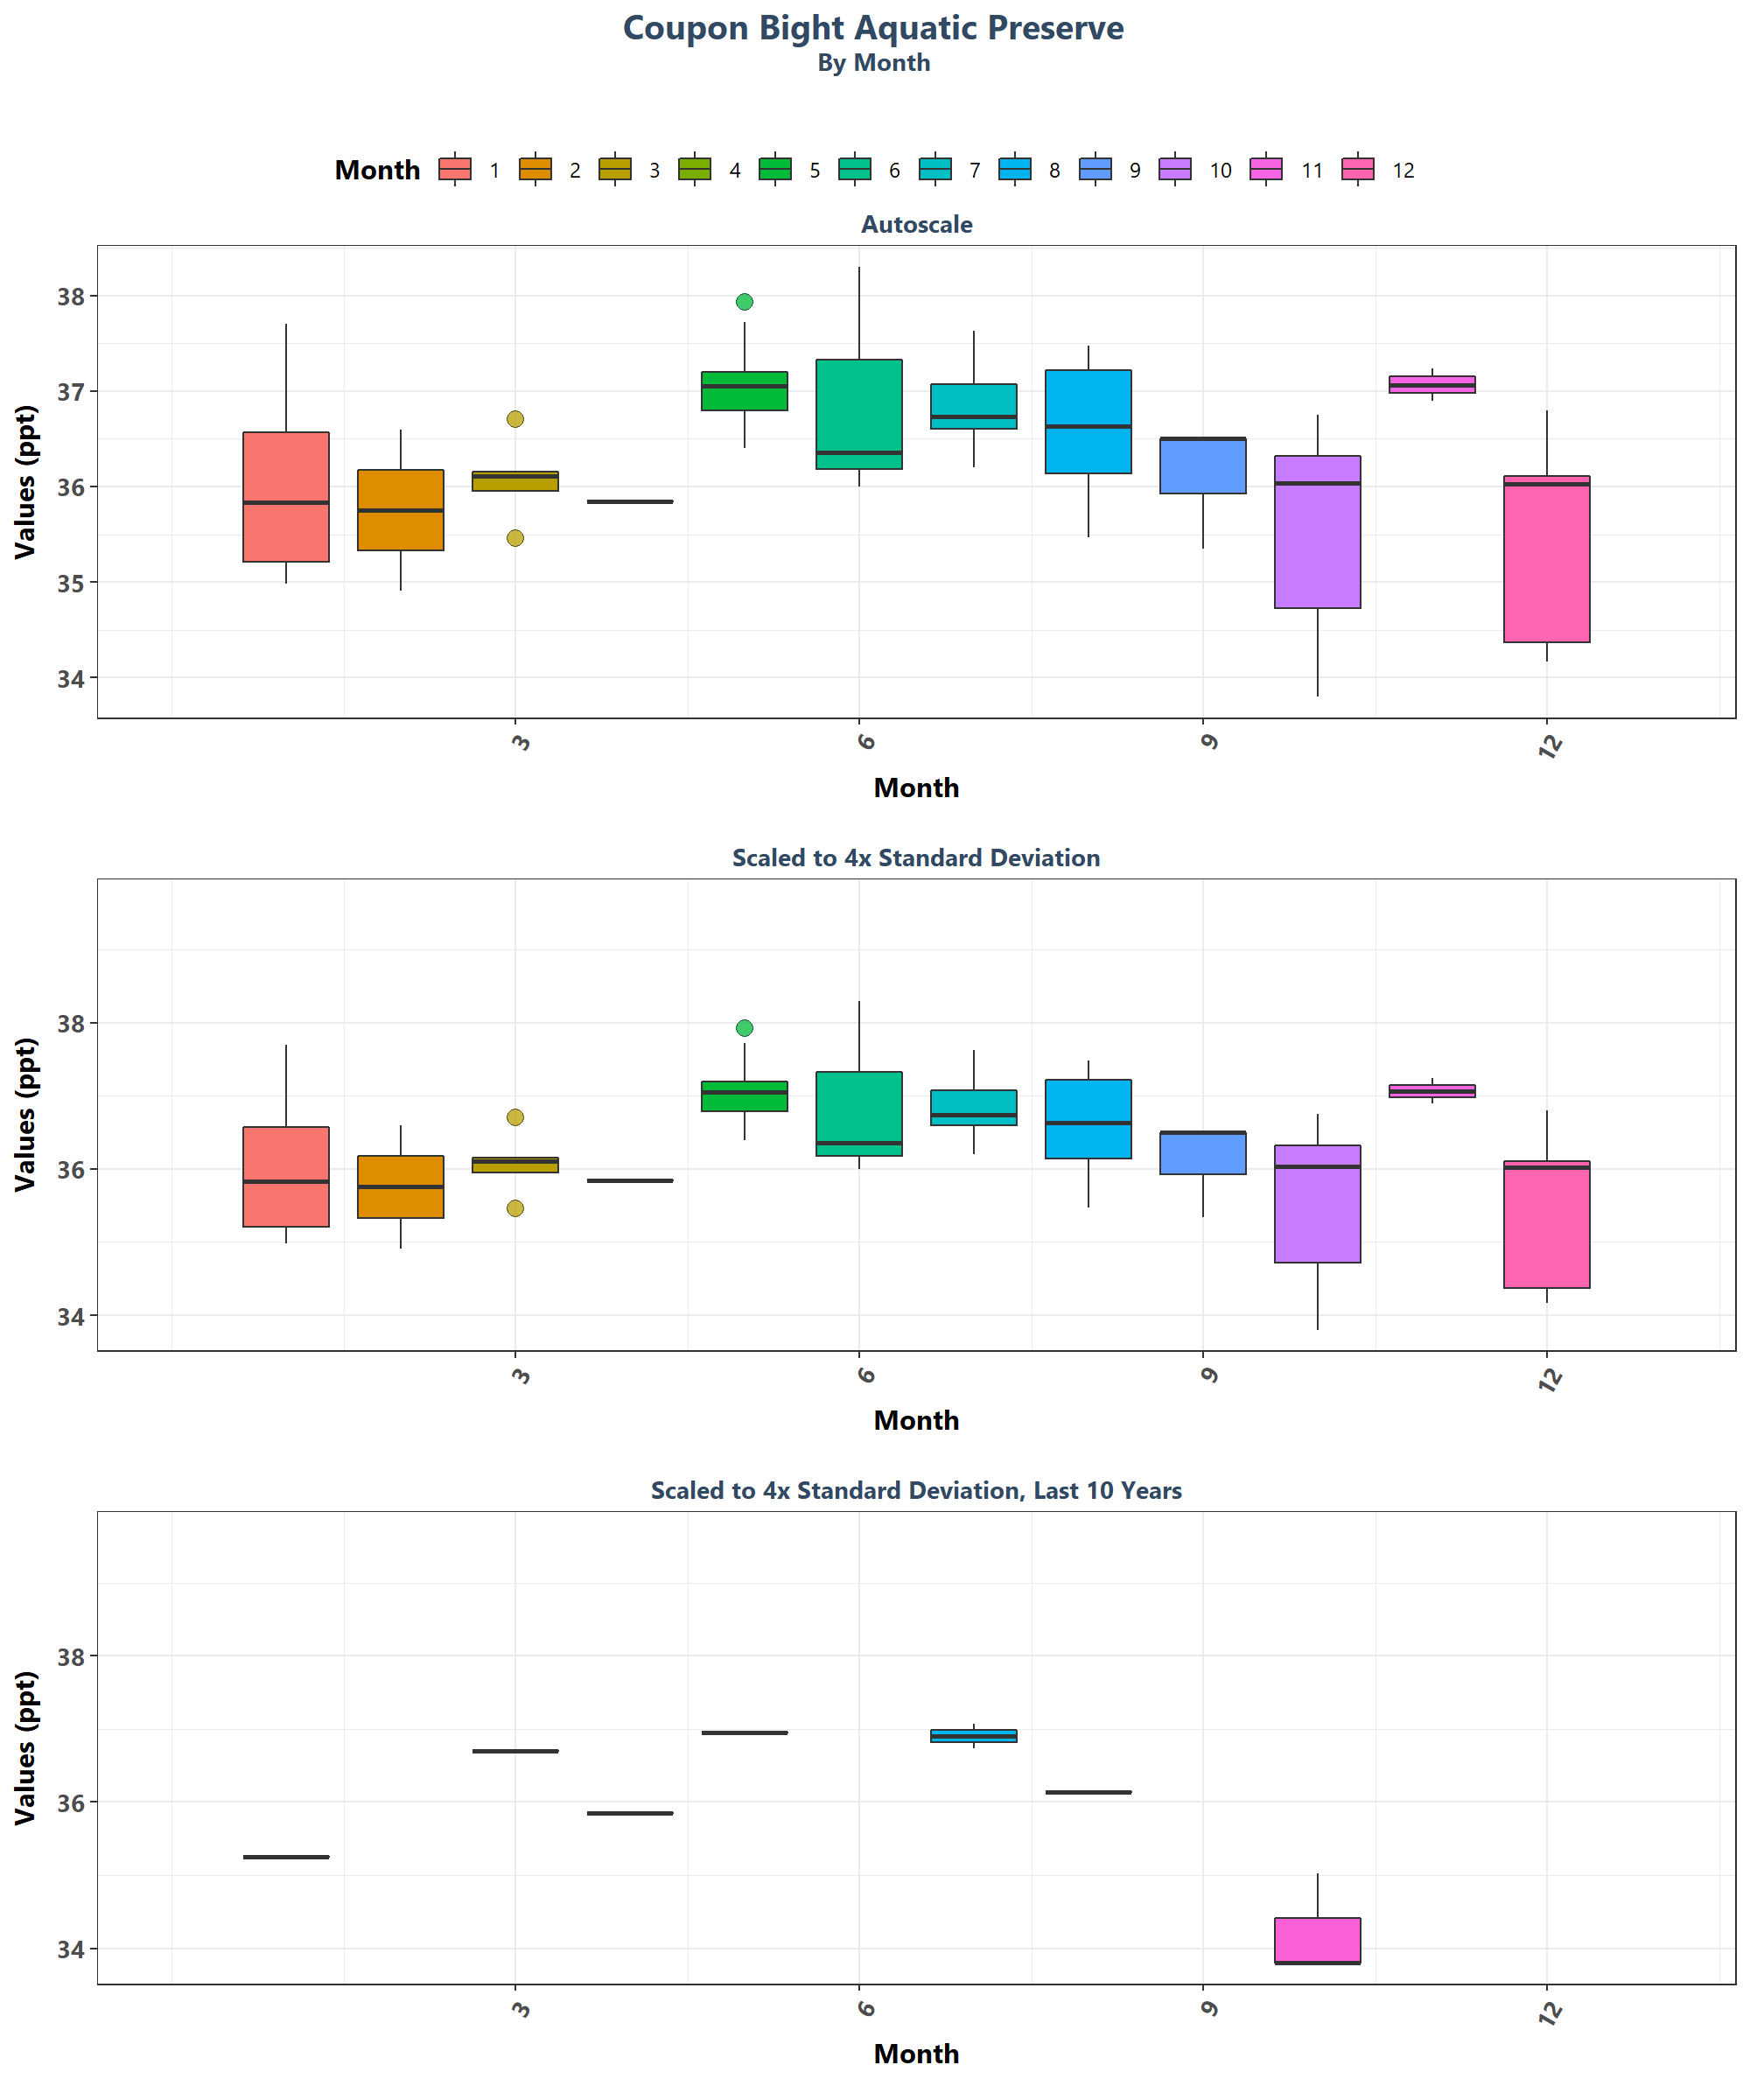 Coupon Bight Aquatic Preserve
By Month
Month 1 2 3 4 5 6 7 8 9 10 11 12
Autoscale
38
37
36
35
34
Values (ppt)
3 6 9 12
Month
Scaled to 4x Standard Deviation
38
36
34
Values (ppt)
3 6 9 12
Month
Scaled to 4x Standard Deviation, Last 10 Years
38
36
34
Values (ppt)
3 6 9 12
Month